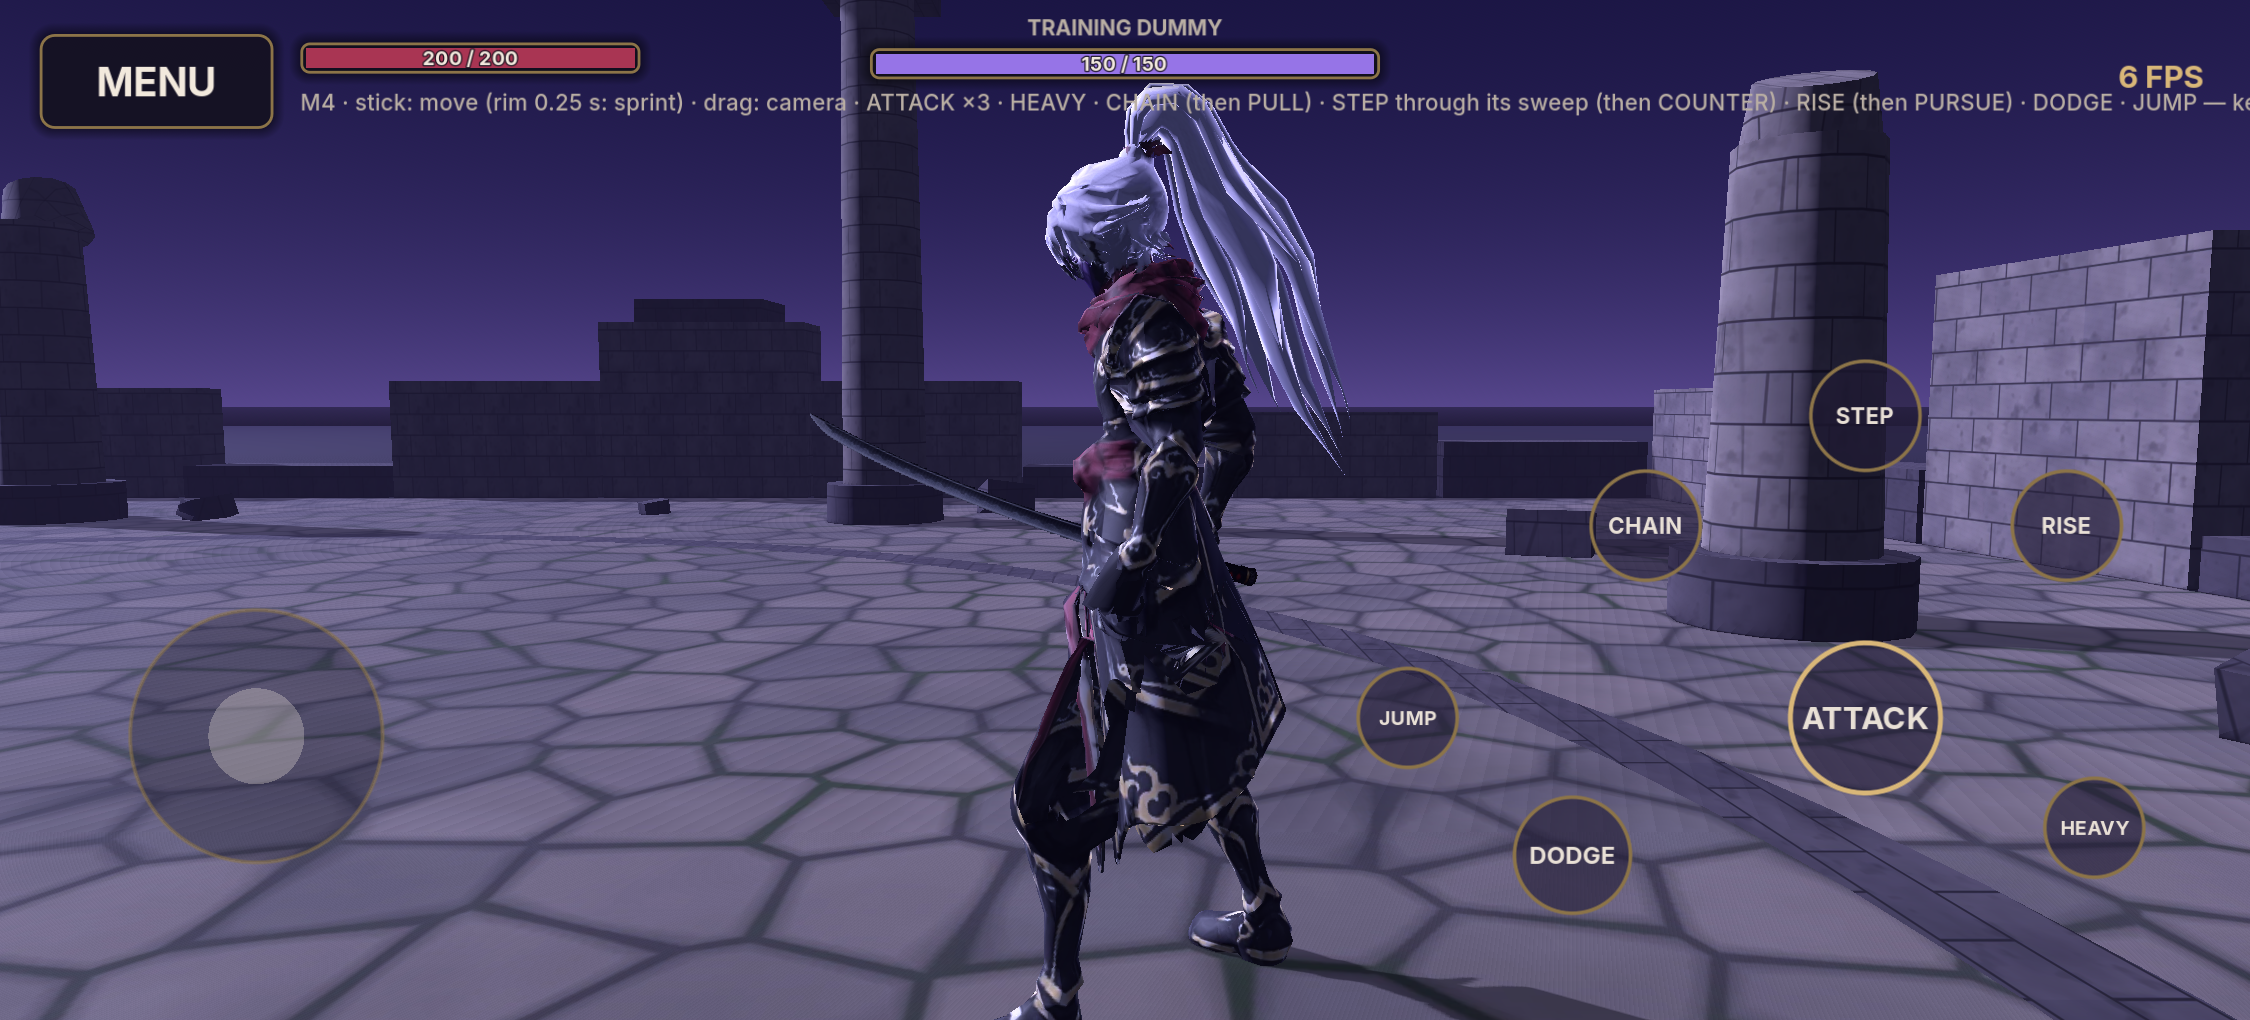 TRAINING DUMMY
MENU
200 / 200
150 / 150
6 FPS
M4 · stick: move (rim 0.25 s: sprint) · drag: camera · ATTACK ×3 · HEAVY · CHAIN (then PULL) · STEP through its sweep (then COUNTER) · RISE (then PURSUE) · DODGE · JUMP — ke
STEP
CHAIN
RISE
JUMP
ATTACK
HEAVY
DODGE